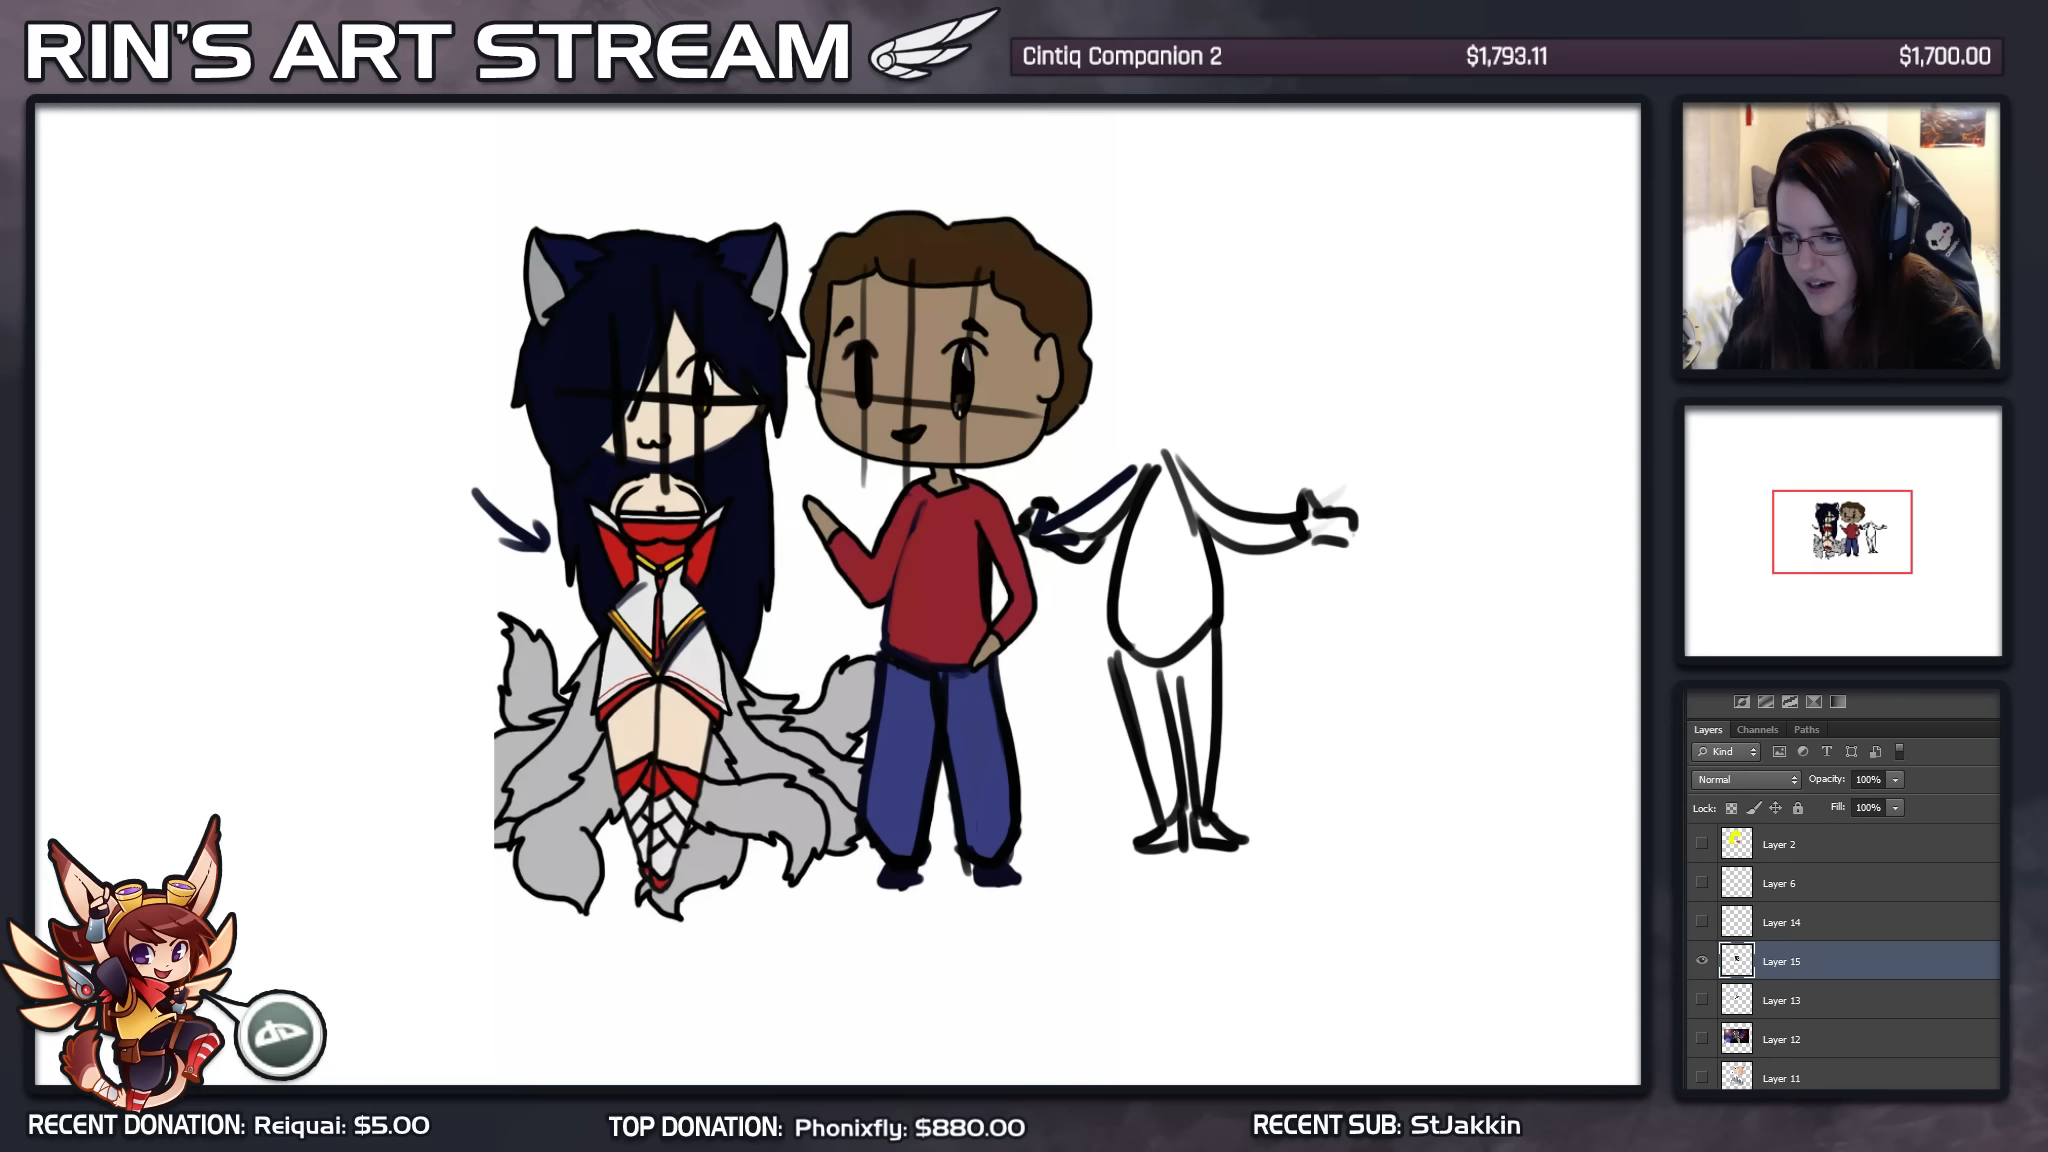 RIN'S ART STREAM
Cintiq Companion 2 $1,793.11 $1,700.00
Layers Channels Paths
Kind
Normal Opacity: 100%
Lock: Fill: 100%
Layer 2
Layer 6
Layer 14
Layer 15
Layer 13
Layer 12
Layer 11
RECENT DONATION: Reiquai: $5.00 TOP DONATION: Phonixfly: $880.00 RECENT SUB: StJakkin